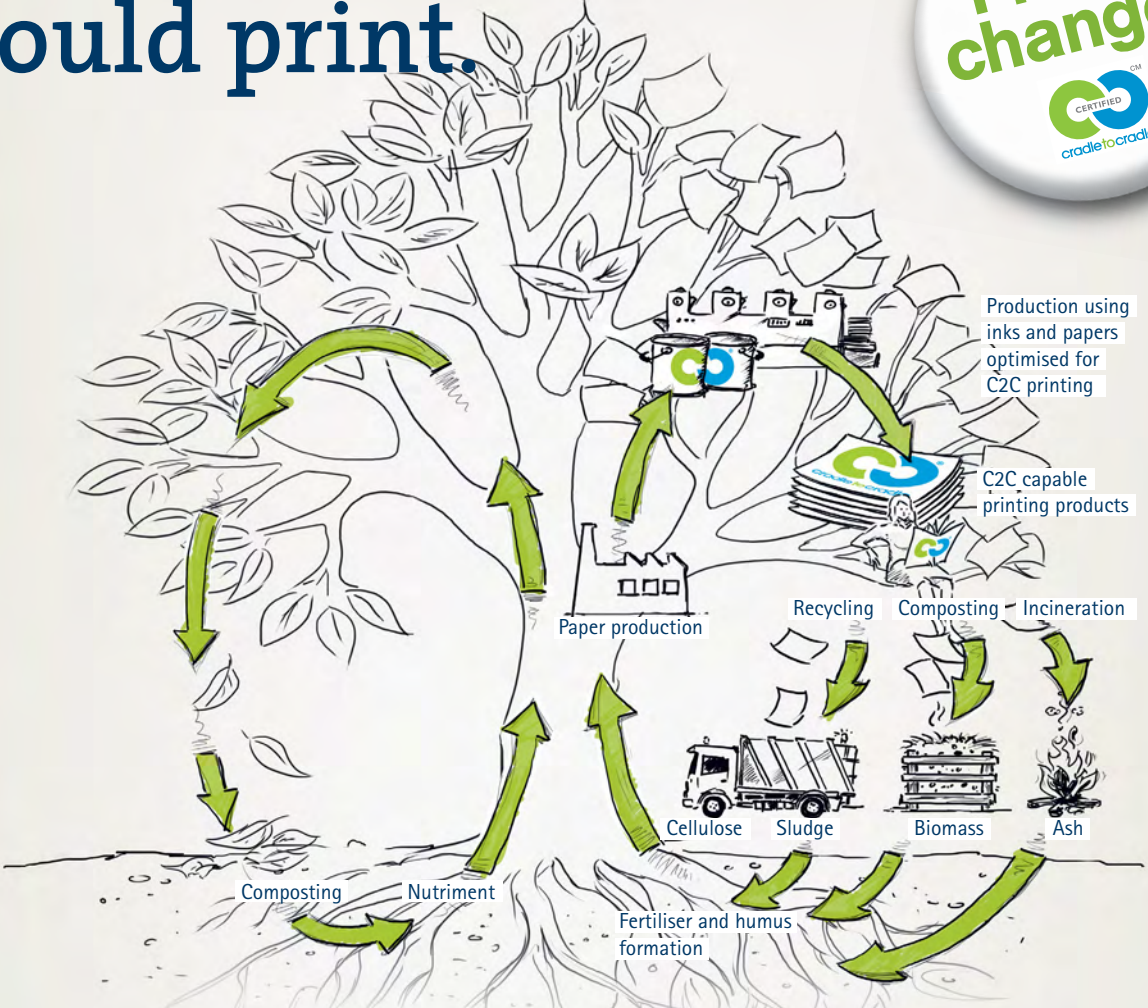 ould print.
chang
CM
CERTIFIED
cradletocradl
Production using
inks and papers
optimised for
C2C printing
C2C capable
printing products
cradletocradle
Recycling
Composting
Incineration
Paper production
Cellulose
Sludge
Biomass
Ash
Composting
Nutriment
Fertiliser and humus
formation